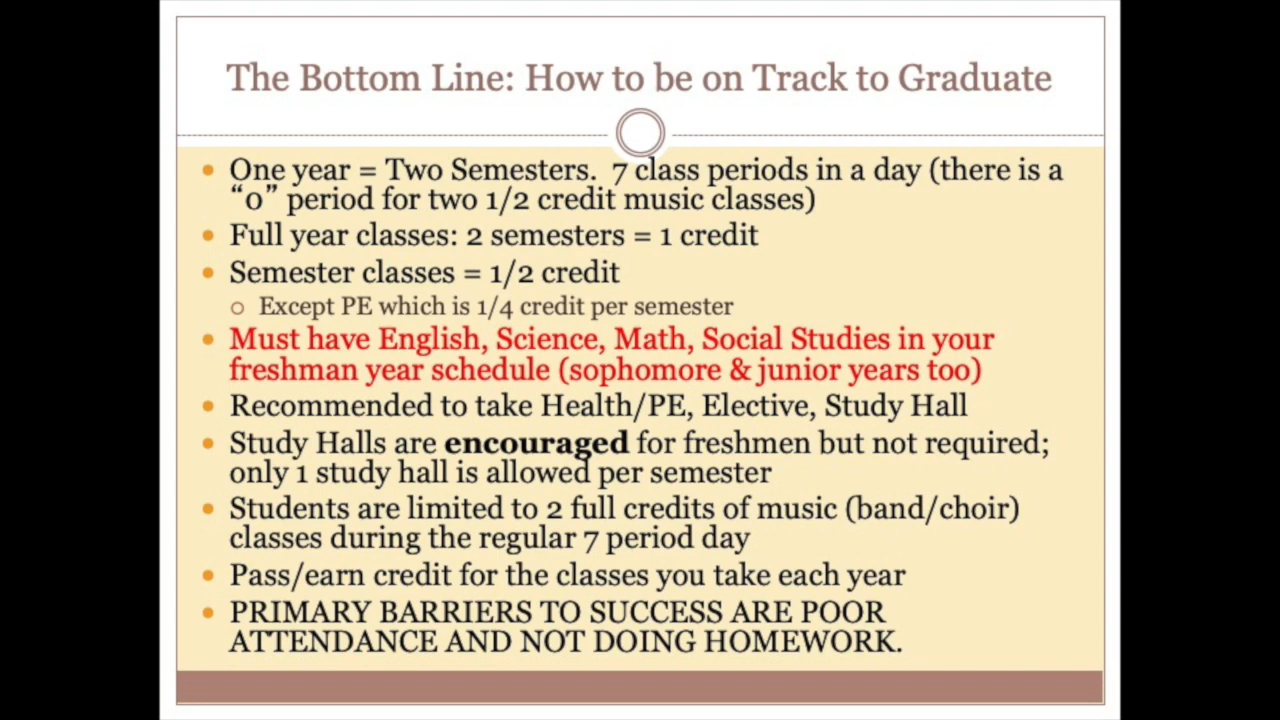 The Bottom Line: How to be on Track to Graduate
One year = Two Semesters.  7 class periods in a day (there is a
“0” period for two 1/2 credit music classes)
Full year classes: 2 semesters = 1 credit
Semester classes = 1/2 credit
Except PE which is 1/4 credit per semester
Must have English, Science, Math, Social Studies in your
freshman year schedule (sophomore & junior years too)
Recommended to take Health/PE, Elective, Study Hall
Study Halls are encouraged for freshmen but not required;
only 1 study hall is allowed per semester
Students are limited to 2 full credits of music (band/choir)
classes during the regular 7 period day
Pass/earn credit for the classes you take each year
PRIMARY BARRIERS TO SUCCESS ARE POOR
ATTENDANCE AND NOT DOING HOMEWORK.